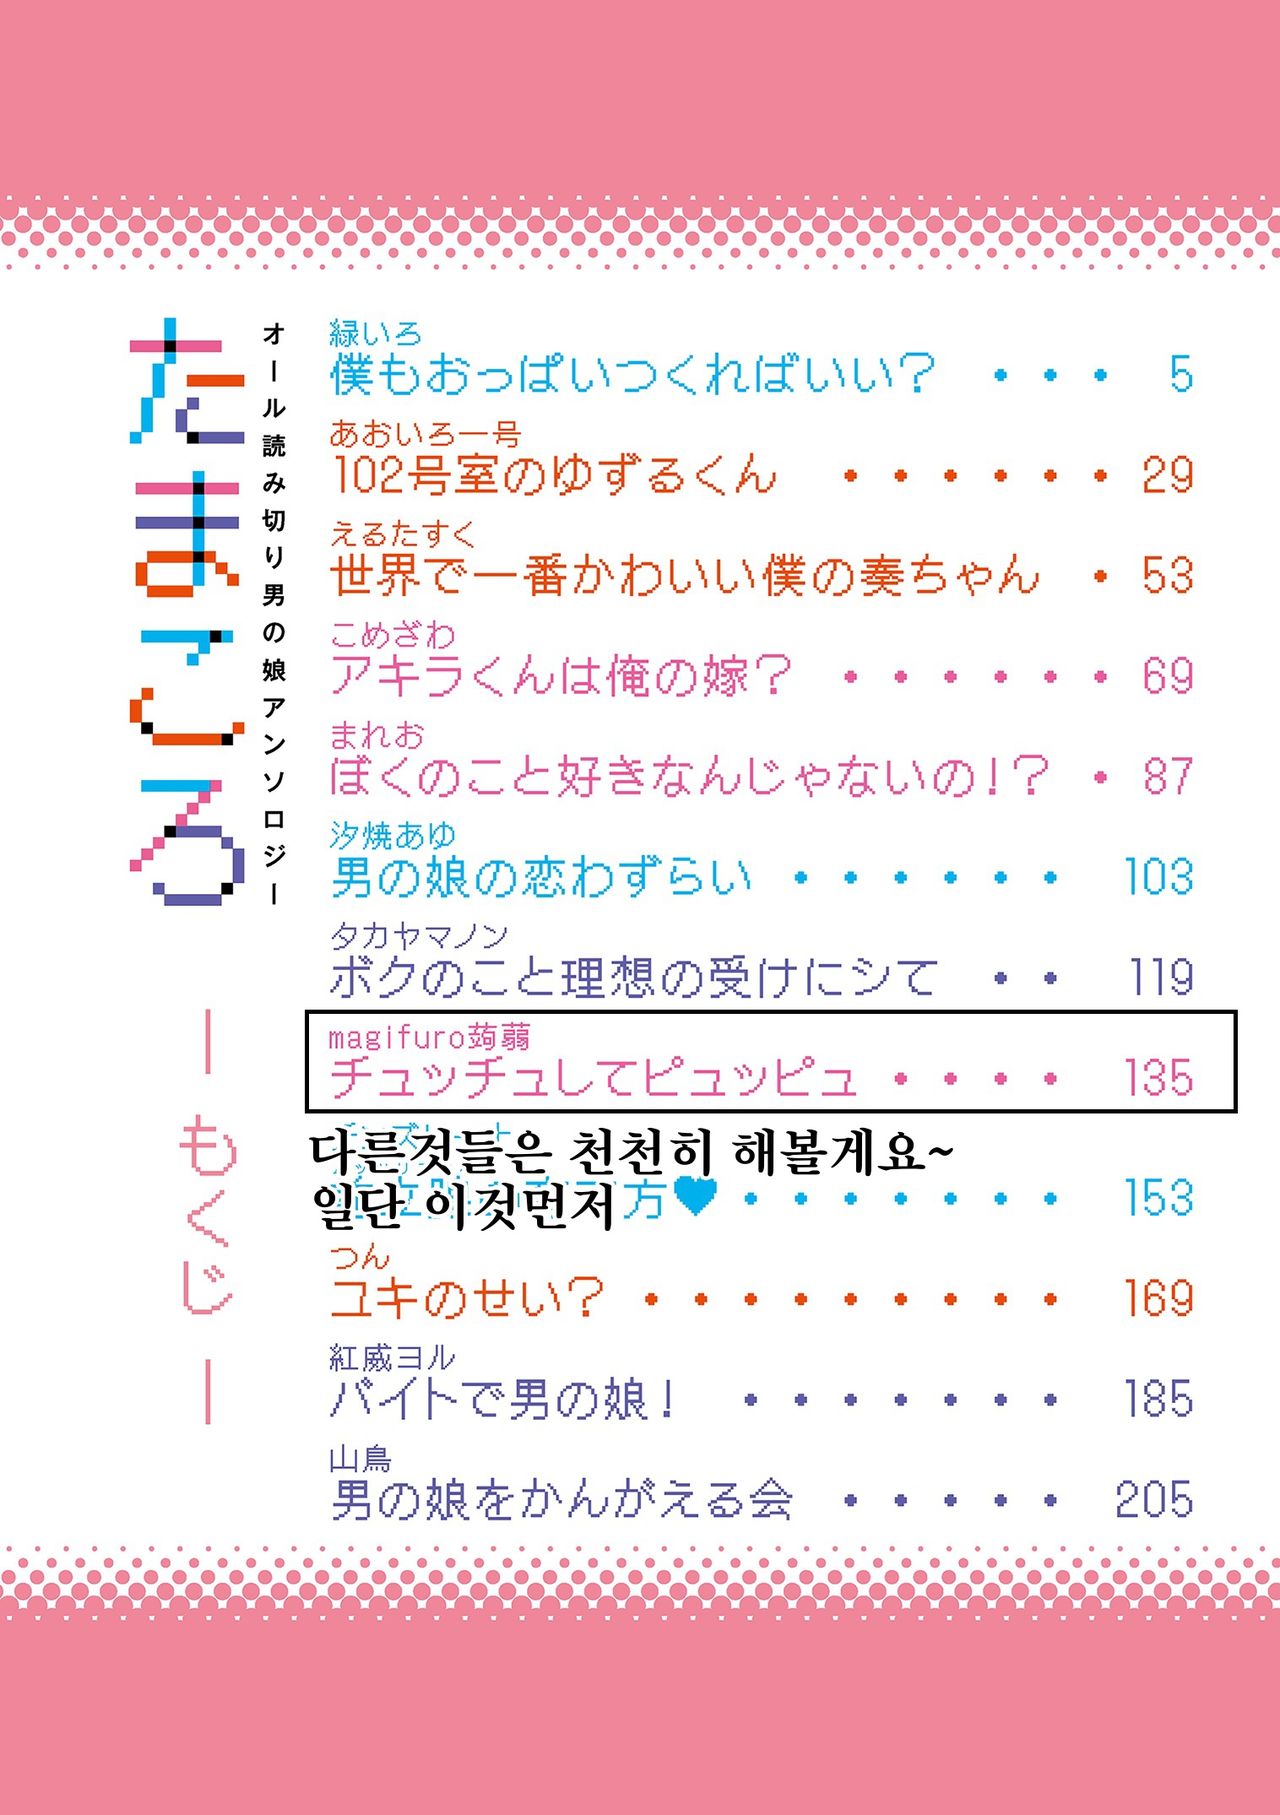 たまころ
オール読み切り男の娘アンソロジー
―もくじ―
緑いろ
僕もおっぱいつくればいい? ・・・ 5
あおいろ一号
102号室のゆずるくん ・・・・・・ 29
えるたすく
世界で一番かわいい僕の奏ちゃん ・ 53
こめざわ
アキラくんは俺の嫁? ・・・・・・ 69
まれお
ぼくのこと好きなんじゃないの!? ・ 87
汐焼あゆ
男の娘の恋わずらい ・・・・・・ 103
タカヤマノン
ボクのこと理想の受けにシて ・・ 119
magifuro蒟蒻
チュッチュしてピュッピュ ・・・・ 135
다른것들은 천천히 해볼게요~
일단 이것먼저
方♥ ・・・・・・・ 153
つん
ユキのせい? ・・・・・・・・・ 169
紅威ヨル
バイトで男の娘! ・・・・・・・ 185
山鳥
男の娘をかんがえる会 ・・・・・ 205